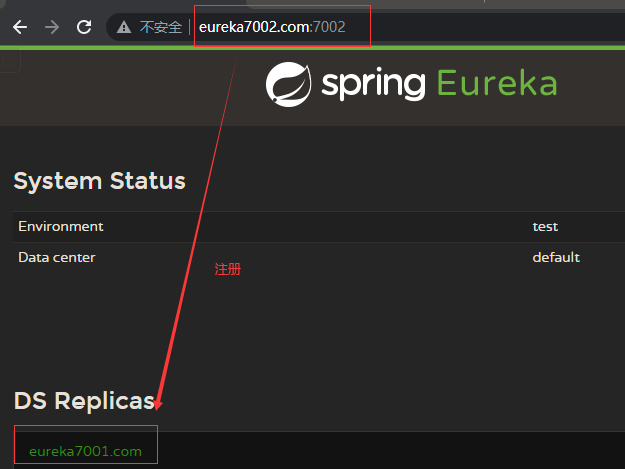 不安全 | eureka7002.com:7002
spring Eureka
System Status
Environment test
Data center default
注册
DS Replicas
eureka7001.com